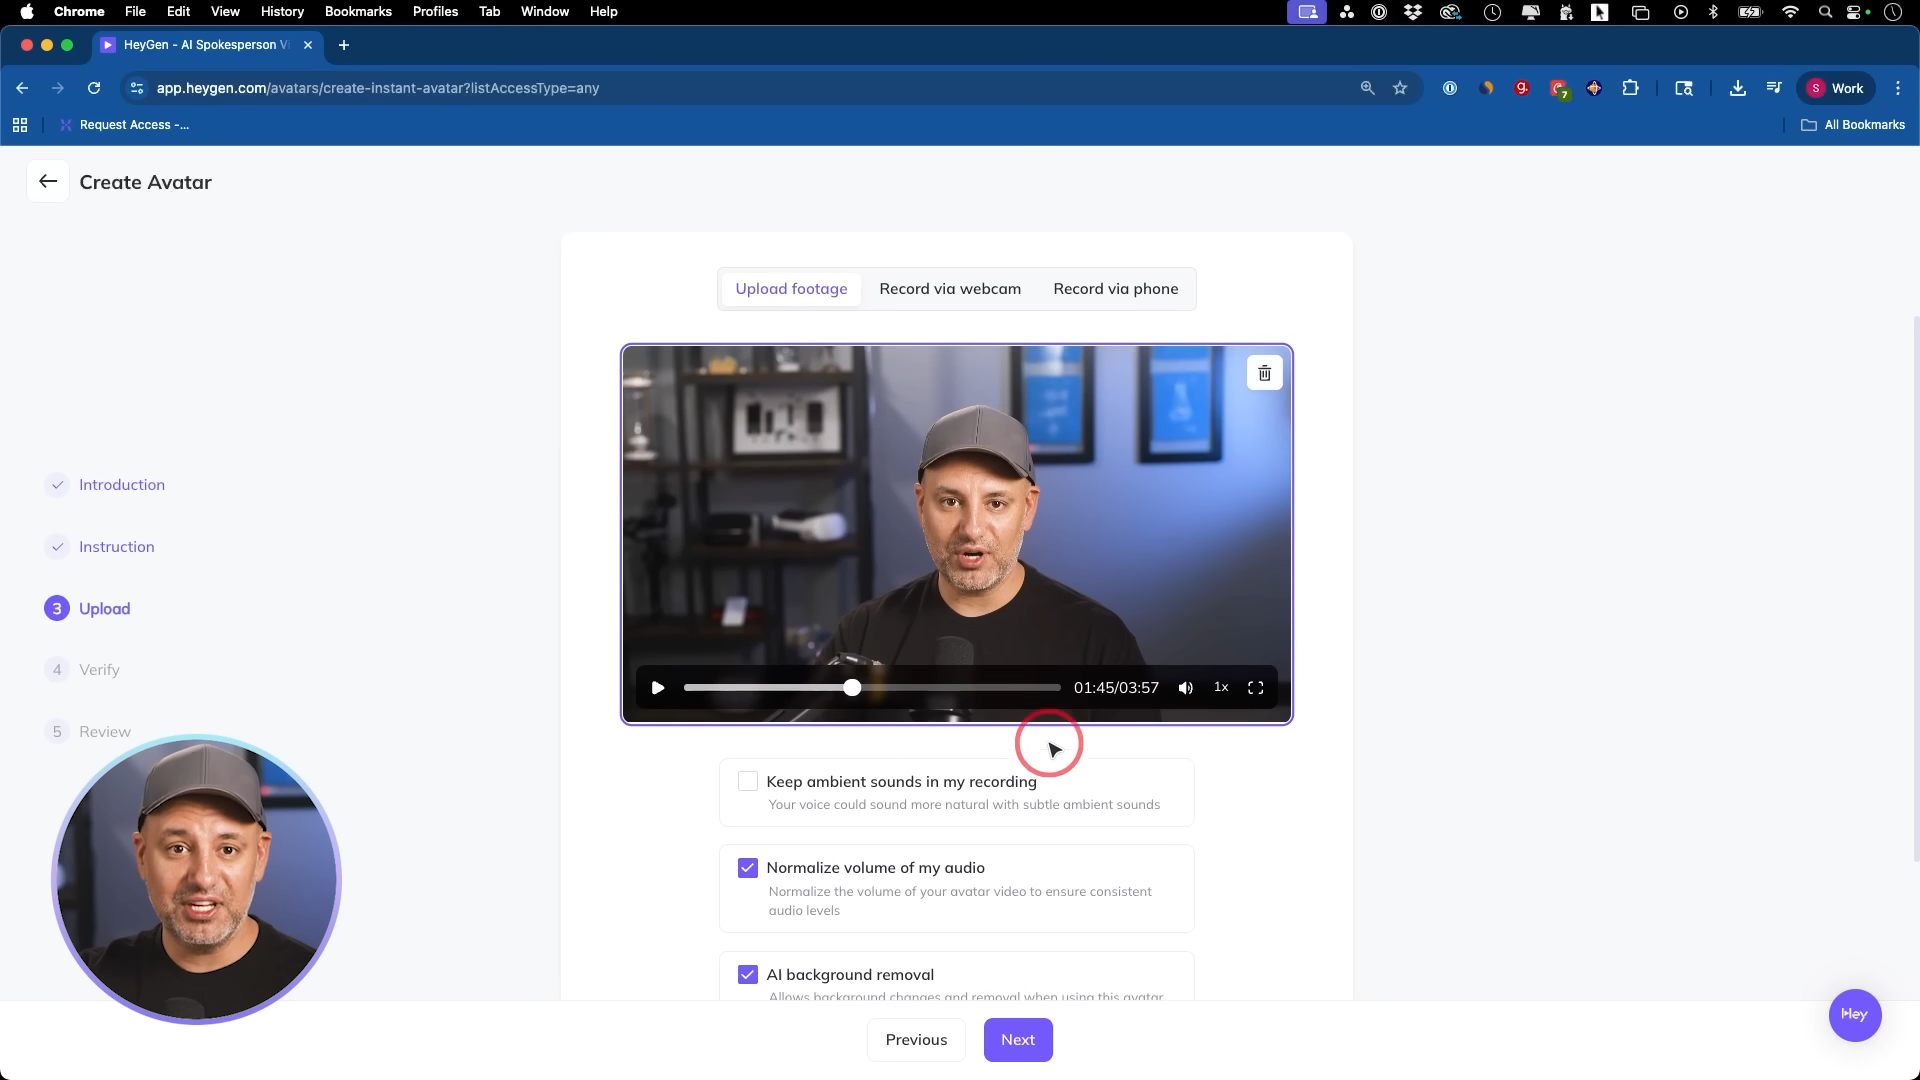 Chrome File Edit View History Bookmarks Profiles Tab Window Help
HeyGen - AI Spokesperson Vi
app.heygen.com/avatars/create-instant-avatar?listAccessType=any
g.
7
S Work
Request Access -...
All Bookmarks
Create Avatar
Upload footage Record via webcam Record via phone
Introduction
Instruction
3 Upload
4 Verify
5 Review
01:45/03:57 1x
Keep ambient sounds in my recording
Your voice could sound more natural with subtle ambient sounds
Normalize volume of my audio
Normalize the volume of your avatar video to ensure consistent
audio levels
AI background removal
Allows background changes and removal when using this avatar
Hey
Previous Next